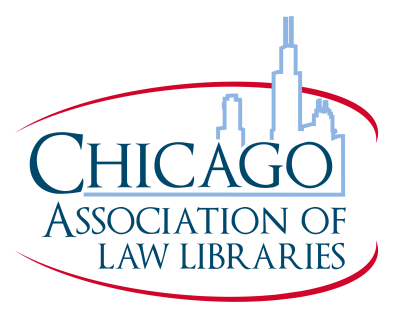 CHICAGO
ASSOCIATION OF
LAW LIBRARIES